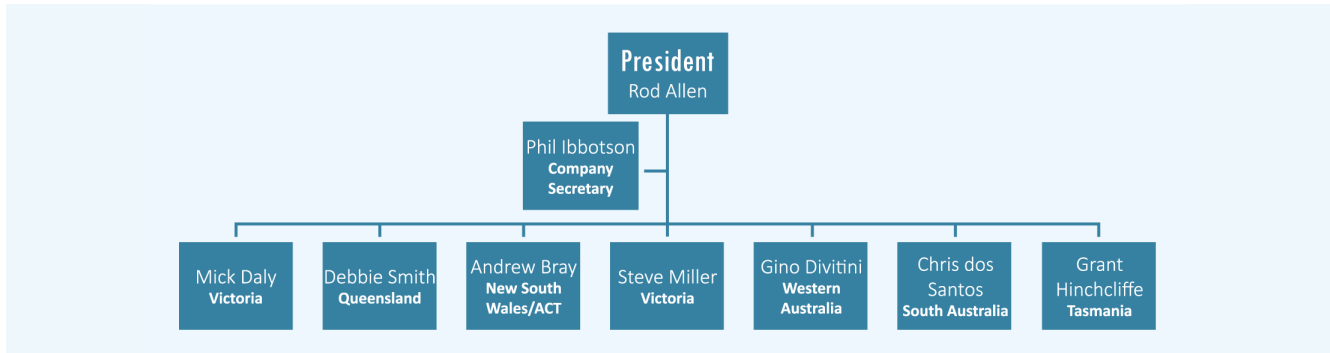 President
Rod Allen
Phil Ibbotson
Company
Secretary
Mick Daly
Victoria
Debbie Smith
Queensland
Andrew Bray
New South
Wales/ACT
Steve Miller
Victoria
Gino Divitini
Western
Australia
Chris dos
Santos
South Australia
Grant
Hinchcliffe
Tasmania